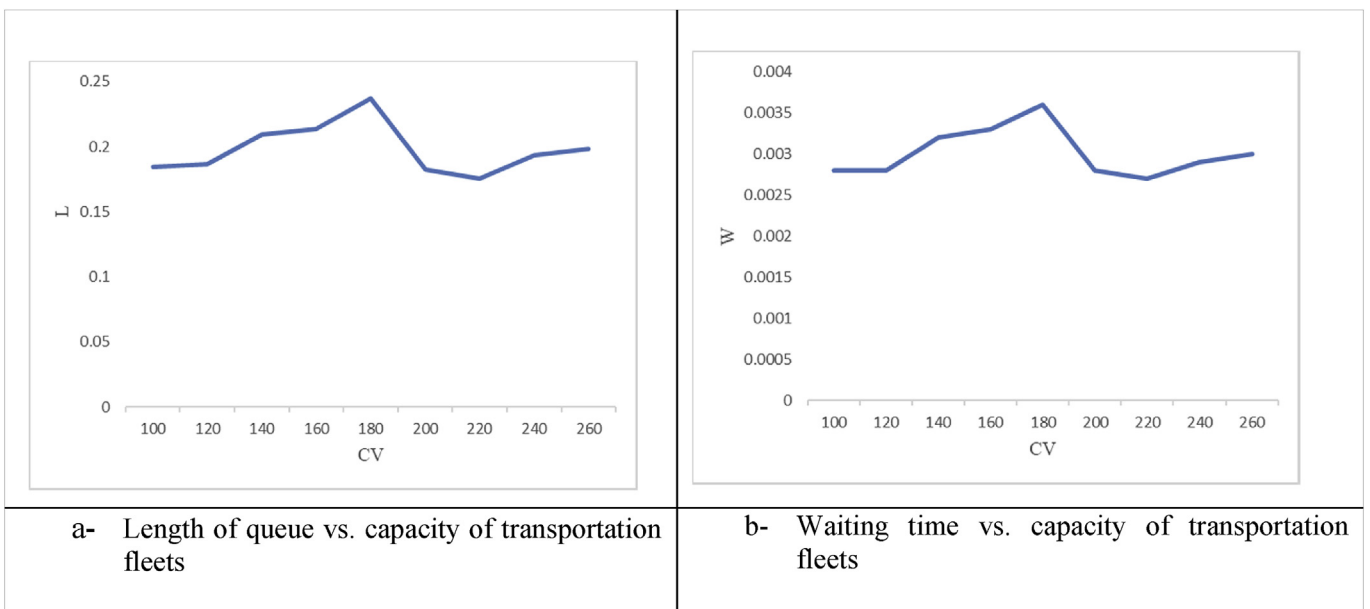 0.25
0.2
0.15
0.1
0.05
0
L
100 120 140 160 180 200 220 240 260
CV
0.004
0.0035
0.003
0.0025
0.002
0.0015
0.001
0.0005
0
W
100 120 140 160 180 200 220 240 260
CV
a- Length of queue vs. capacity of transportation
fleets
b- Waiting time vs. capacity of transportation
fleets